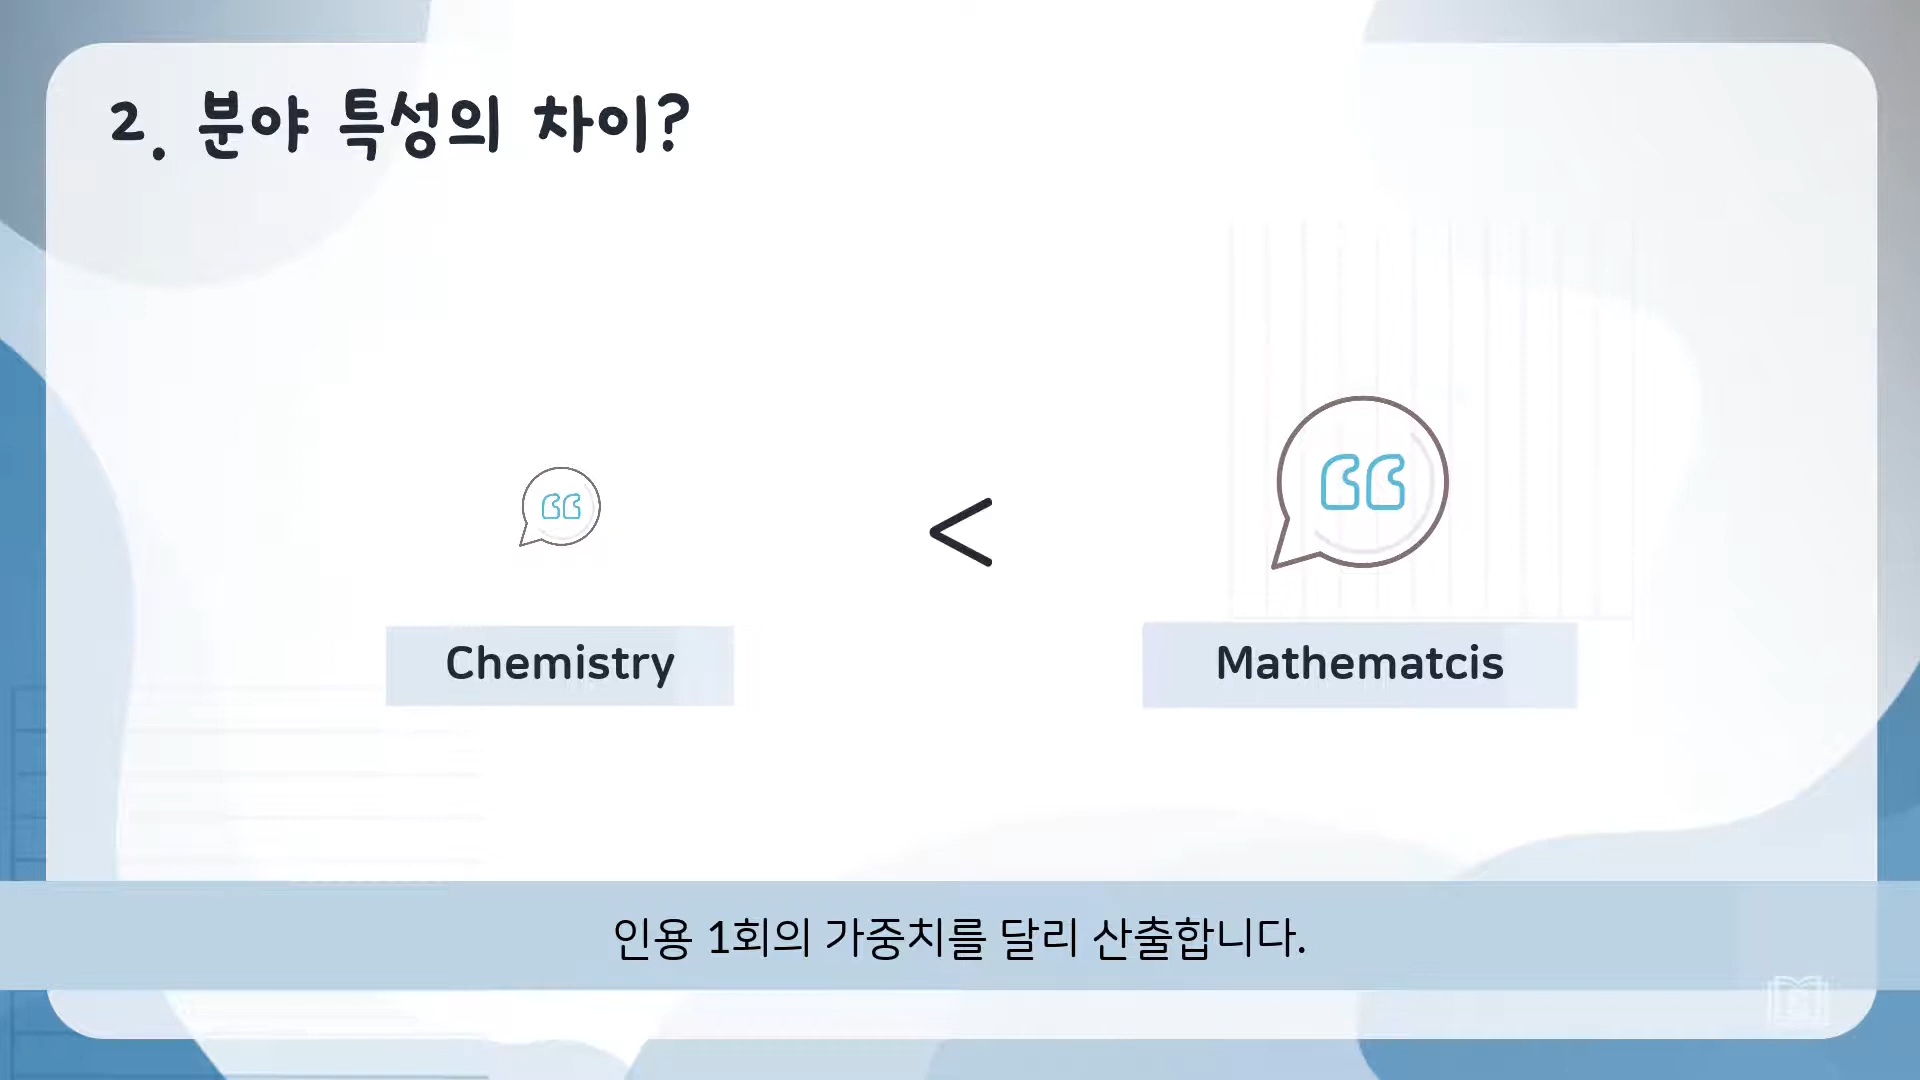 2. 분야 특성의 차이?
<
Chemistry
Mathematcis
인용 1회의 가중치를 달리 산출합니다.